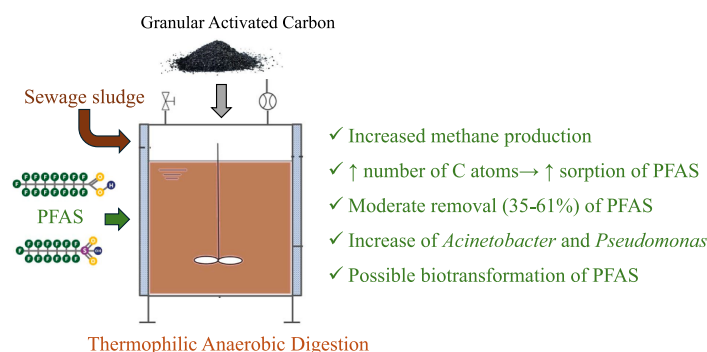 Granular Activated Carbon
Sewage sludge
PFAS
Thermophilic Anaerobic Digestion
✓ Increased methane production
✓ ↑ number of C atoms→ ↑ sorption of PFAS
✓ Moderate removal (35-61%) of PFAS
✓ Increase of Acinetobacter and Pseudomonas
✓ Possible biotransformation of PFAS